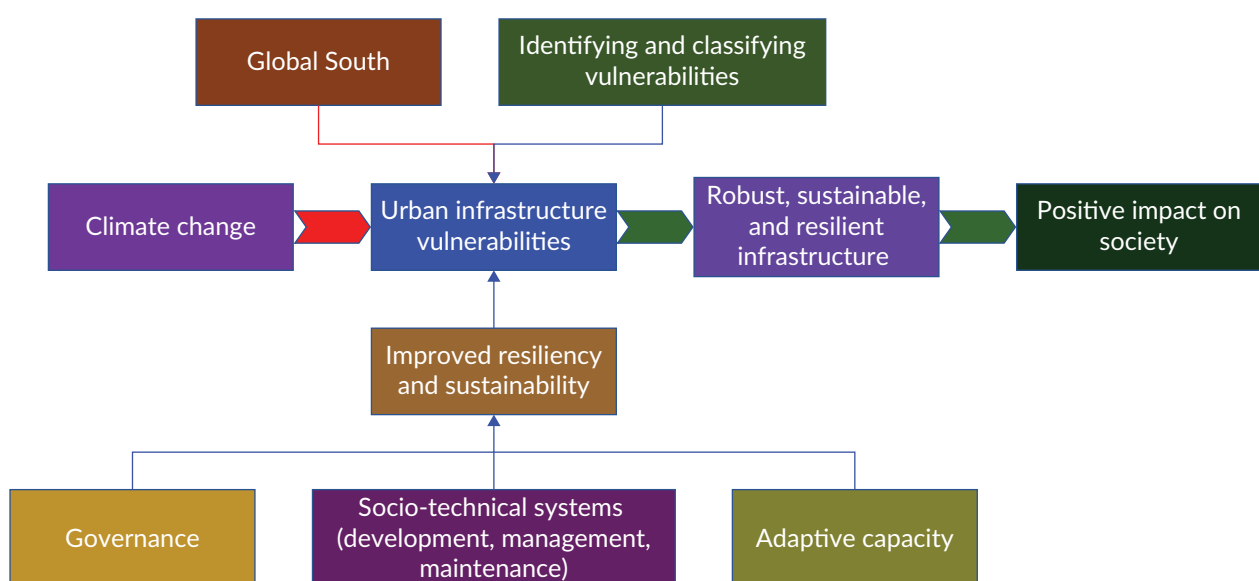 Global South
Identifying and classifying
vulnerabilities
Climate change
Urban infrastructure
vulnerabilities
Robust, sustainable,
and resilient
infrastructure
Positive impact on
society
Improved resiliency
and sustainability
Governance
Socio-technical systems
(development, management,
maintenance)
Adaptive capacity